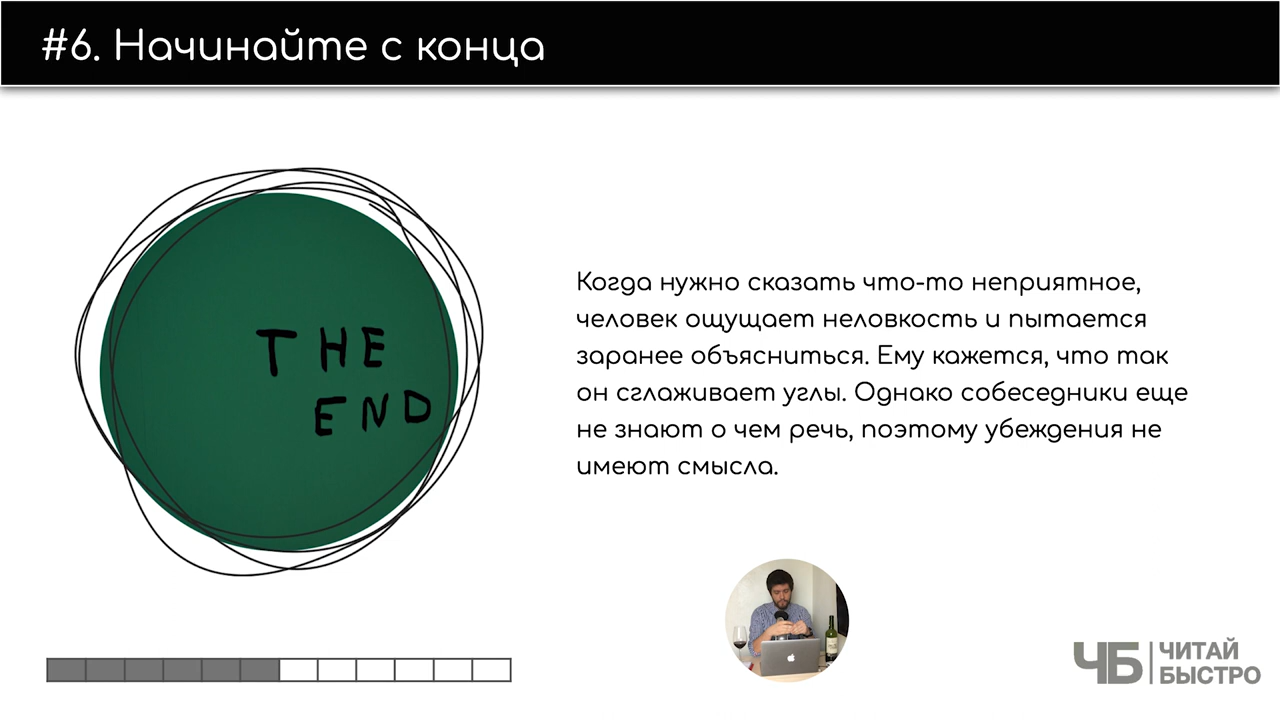 #6. Начинайте с конца
THE
END
Когда нужно сказать что-то неприятное,
человек ощущает неловкость и пытается
заранее объясниться. Ему кажется, что так
он сглаживает углы. Однако собеседники еще
не знают о чем речь, поэтому убеждения не
имеют смысла.
ЧБ
ЧИТАЙ
БЫСТРО